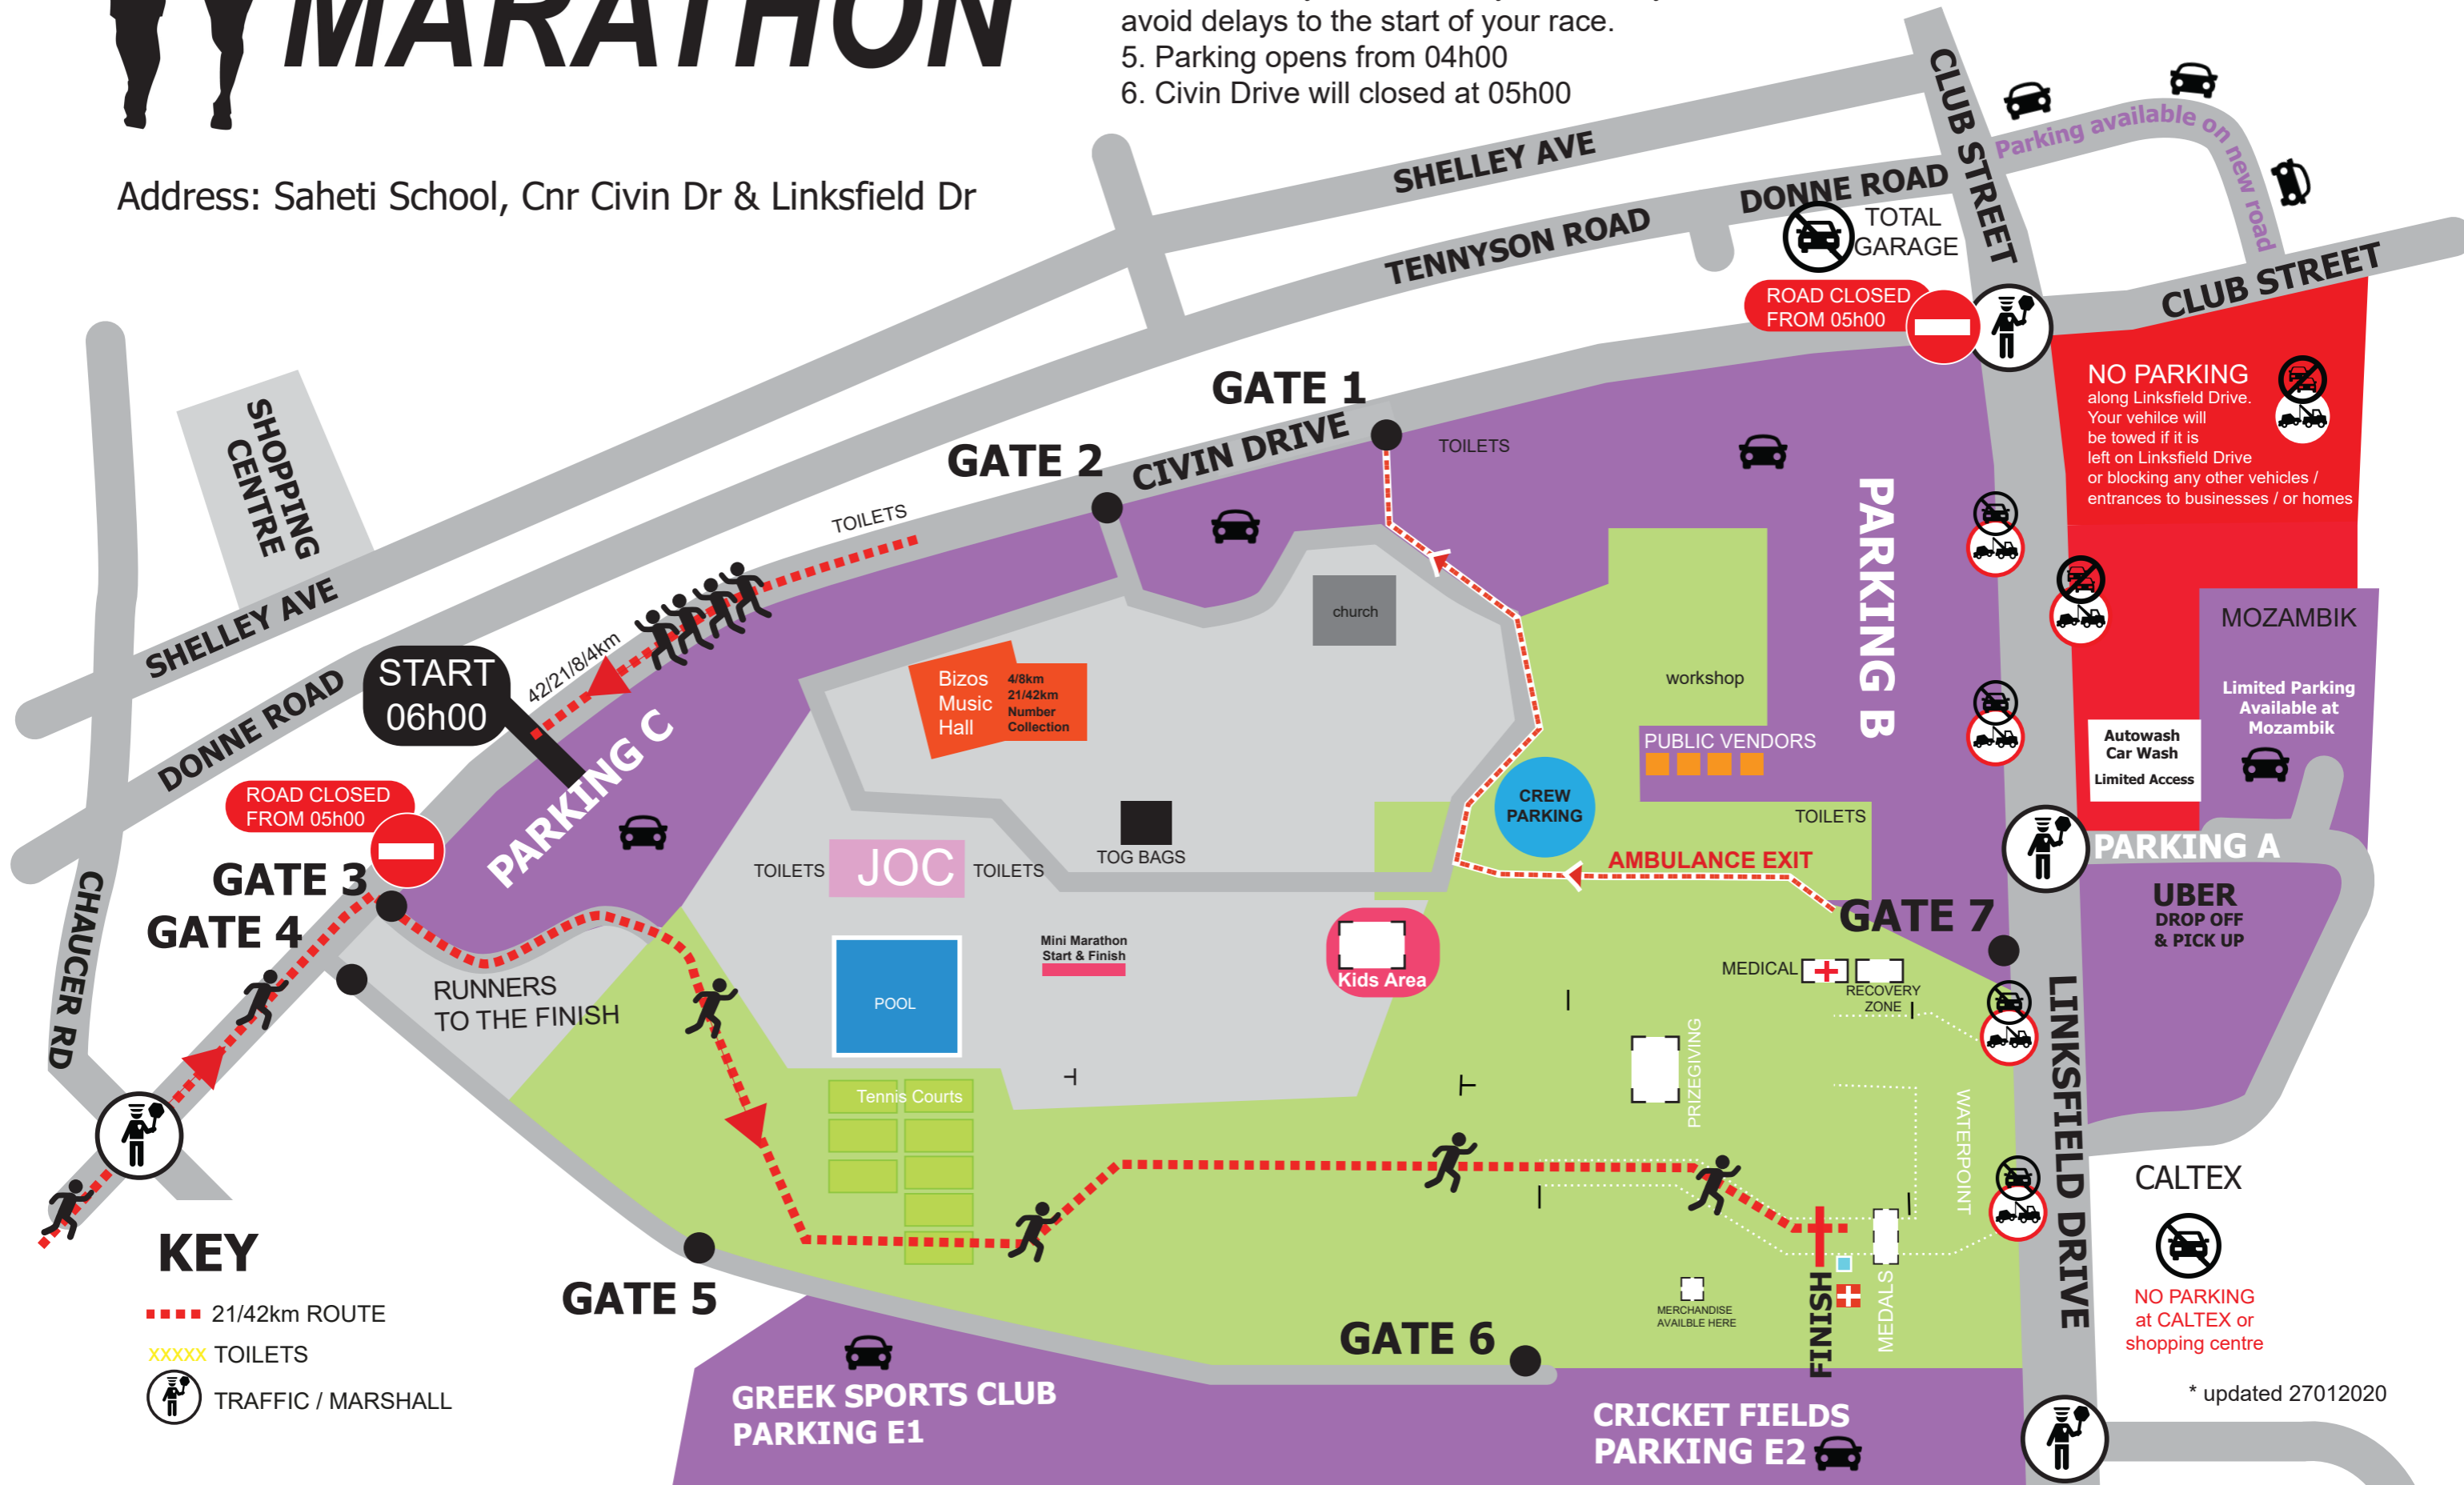 MARATHON
avoid delays to the start of your race.
5. Parking opens from 04h00
6. Civin Drive will closed at 05h00
Address: Saheti School, Cnr Civin Dr & Linksfield Dr
CLUB STREET
Parking available on new road
SHELLEY AVE
DONNE ROAD
TOTAL
GARAGE
TENNYSON ROAD
CLUB STREET
ROAD CLOSED
FROM 05h00
NO PARKING
along Linksfield Drive.
Your vehilce will
be towed if it is
left on Linksfield Drive
or blocking any other vehicles /
entrances to businesses / or homes
GATE 1
CIVIN DRIVE
TOILETS
GATE 2
TOILETS
SHOPPING
CENTRE
PARKING B
church
SHELLEY AVE
42/21/8/4km
START
06h00
DONNE ROAD
Bizos
Music
Hall
4/8km
21/42km
Number
Collection
workshop
MOZAMBIK
Limited Parking
Available at
Mozambik
PUBLIC VENDORS
Autowash
Car Wash
Limited Access
PARKING C
ROAD CLOSED
FROM 05h00
CREW
PARKING
TOILETS
TOG BAGS
TOILETS
JOC
TOILETS
AMBULANCE EXIT
PARKING A
UBER
DROP OFF
& PICK UP
GATE 3
GATE 4
CHAUCER RD
GATE 7
Mini Marathon
Start & Finish
Kids Area
MEDICAL
RECOVERY
ZONE
RUNNERS
TO THE FINISH
POOL
PRIZEGIVING
LINKSFIELD DRIVE
WATERPOINT
Tennis Courts
CALTEX
KEY
21/42km ROUTE
xxxxx TOILETS
TRAFFIC / MARSHALL
GATE 5
GATE 6
MERCHANDISE
AVAILBLE HERE
FINISH
MEDALS
NO PARKING
at CALTEX or
shopping centre
* updated 27012020
GREEK SPORTS CLUB
PARKING E1
CRICKET FIELDS
PARKING E2